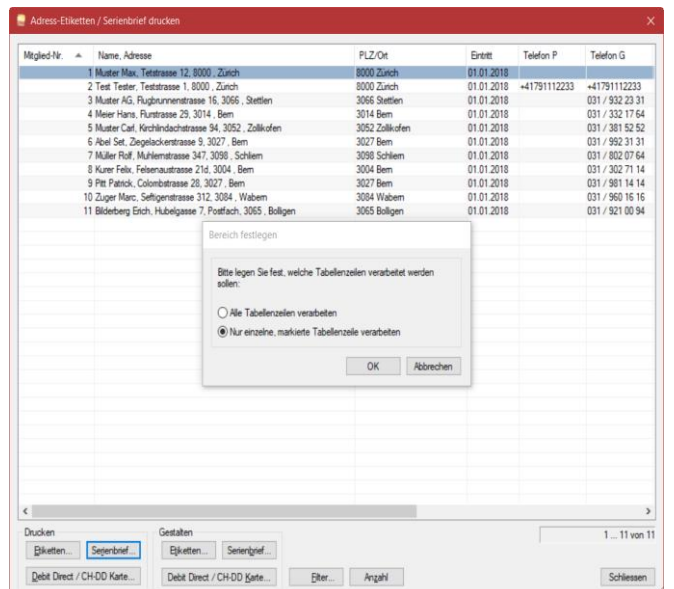 Adress-Etiketten / Serienbrief drucken
Mitglied-Nr. Name, Adresse PLZ/Ort Eintritt Telefon P Telefon G
1 Muster Max, Tetstrasse 12, 8000 , Zürich 8000 Zürich 01.01.2018
2 Test Tester, Teststrasse 1, 8000 , Zürich 8000 Zürich 01.01.2018 +41791112233 +41791112233
3 Muster AG, Flugbrunnenstrasse 16, 3066 , Stettlen 3066 Stettlen 01.01.2018 031 / 932 23 31
4 Meier Hans, Flurstrasse 29, 3014 , Bern 3014 Bern 01.01.2018 031 / 332 17 64
5 Muster Carl, Kirchlindachstrasse 94, 3052 , Zollikofen 3052 Zollikofen 01.01.2018 031 / 381 52 52
6 Abel Set, Ziegelackerstrasse 9, 3027 , Bern 3027 Bern 01.01.2018 031 / 992 31 31
7 Müller Rolf, Muhlernstrasse 347, 3098 , Schliern 3098 Schliern 01.01.2018 031 / 802 07 64
8 Kurer Felix, Felsenaustrasse 21d, 3004 , Bern 3004 Bern 01.01.2018 031 / 302 71 14
9 Pitt Patrick, Colombstrasse 28, 3027 , Bern 3027 Bern 01.01.2018 031 / 981 14 14
10 Zuger Marc, Seftigenstrasse 312, 3084 , Wabern 3084 Wabern 01.01.2018 031 / 960 16 16
11 Bilderberg Erich, Hubelgasse 7, Postfach, 3065 , Bolligen 3065 Bolligen 01.01.2018 031 / 921 00 94
Bereich festlegen
Bitte legen Sie fest, welche Tabellenzeilen verarbeitet werden
sollen:
Alle Tabellenzeilen verarbeiten
Nur einzelne, markierte Tabellenzeile verarbeiten
OK Abbrechen
Drucken Gestalten 1 ... 11 von 11
Etiketten... Serienbrief... Etiketten... Serienbrief...
Debit Direct / CH-DD Karte... Debit Direct / CH-DD Karte... Filter... Anzahl Schliessen